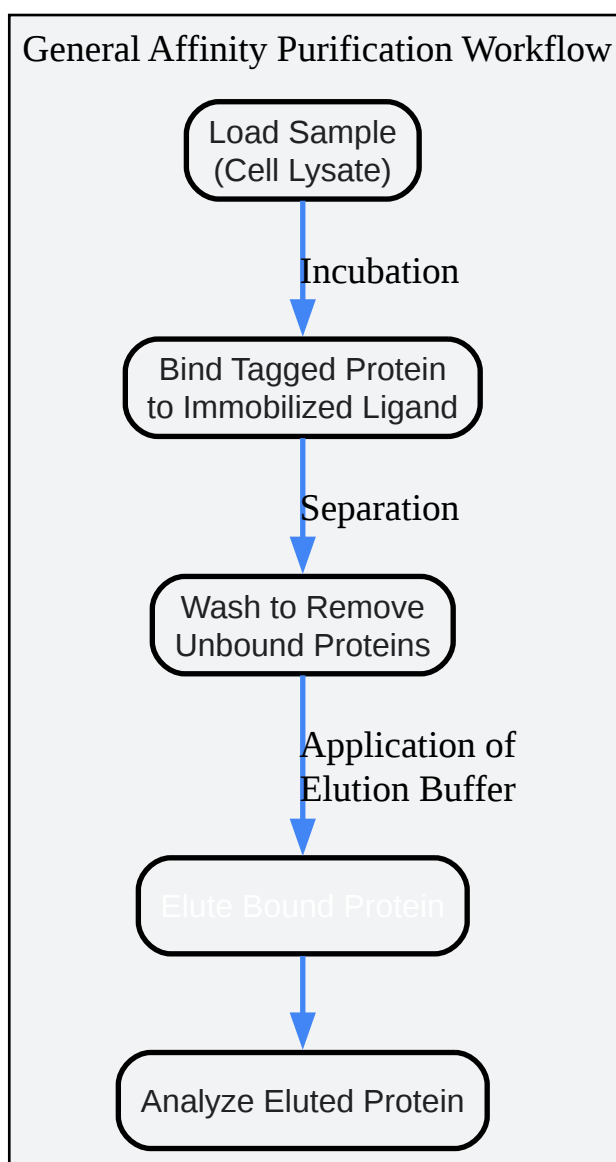 General Affinity Purification Workflow
Load Sample
(Cell Lysate)
Incubation
Bind Tagged Protein
to Immobilized Ligand
Separation
Wash to Remove
Unbound Proteins
Application of
Elution Buffer
Elute Bound Protein
Analyze Eluted Protein